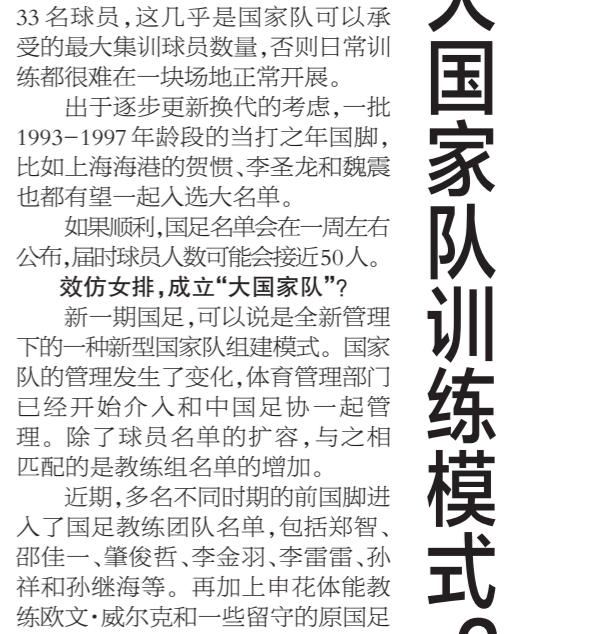 33名球员,这几乎是国家队可以承
受的最大集训球员数量,否则日常训
练都很难在一块场地正常开展。
出于逐步更新换代的考虑,一批
1993-1997年龄段的当打之年国脚,
比如上海海港的贺惯、李圣龙和魏震
也都有望一起入选大名单。
如果顺利,国足名单会在一周左右
公布,届时球员人数可能会接近50人。
效仿女排,成立“大国家队”?
新一期国足,可以说是全新管理
下的一种新型国家队组建模式。国家
队的管理发生了变化,体育管理部门
已经开始介入和中国足协一起管
理。除了球员名单的扩容,与之相
匹配的是教练组名单的增加。
近期,多名不同时期的前国脚进
入了国足教练团队名单,包括郑智、
邵佳一、肇俊哲、李金羽、李雷雷、孙
祥和孙继海等。再加上申花体能教
练欧文·威尔克和一些留守的原国足
大国家队训练模式?